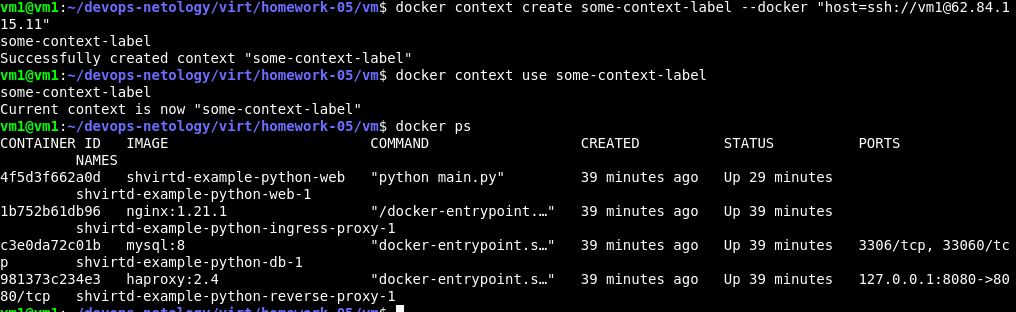 vm1@vm1:~/devops-netology/virt/homework-05/vm$ docker context create some-context-label --docker "host=ssh://vm1@62.84.1
15.11"
some-context-label
Successfully created context "some-context-label"
vm1@vm1:~/devops-netology/virt/homework-05/vm$ docker context use some-context-label
some-context-label
Current context is now "some-context-label"
vm1@vm1:~/devops-netology/virt/homework-05/vm$ docker ps
CONTAINER ID   IMAGE                        COMMAND                  CREATED          STATUS          PORTS
         NAMES
4f5d3f662a0d   shvirtd-example-python-web   "python main.py"         39 minutes ago   Up 29 minutes
         shvirtd-example-python-web-1
1b752b61db96   nginx:1.21.1                 "/docker-entrypoint.…"   39 minutes ago   Up 39 minutes
         shvirtd-example-python-ingress-proxy-1
c3e0da72c01b   mysql:8                      "docker-entrypoint.s…"   39 minutes ago   Up 39 minutes   3306/tcp, 33060/tc
p        shvirtd-example-python-db-1
981373c234e3   haproxy:2.4                  "docker-entrypoint.s…"   39 minutes ago   Up 39 minutes   127.0.0.1:8080->80
80/tcp   shvirtd-example-python-reverse-proxy-1
vm1@vm1:~/devops-netology/virt/homework-05/vm$